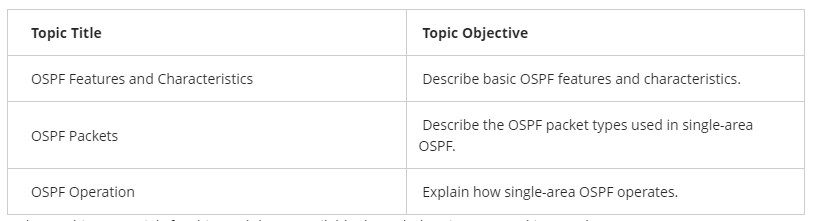 Topic Title Topic Objective
OSPF Features and Characteristics Describe basic OSPF features and characteristics.
OSPF Packets Describe the OSPF packet types used in single-area
OSPF.
OSPF Operation Explain how single-area OSPF operates.